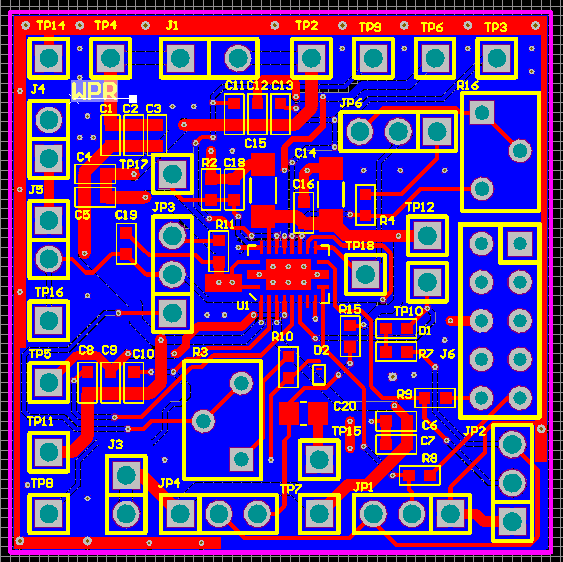 TP14 TP4 J1 TP2 TP9 TP6 TP3
J4 WPR C11 C12 C13 R16
C1 C2 C3 JP6
C15
C4 TP17 R2 C18 C14
J5 C16
C5 C19 JP3 R11 R4 TP12
TP18
TP16 U1 R15 TP10
D1
TP5 C8 C9 C10 R3 R10 D2 R7 J6
R9
TP11 C20 C6
J3 TP15 C7 JP2
R8
TP8 JP4 TP7 JP1